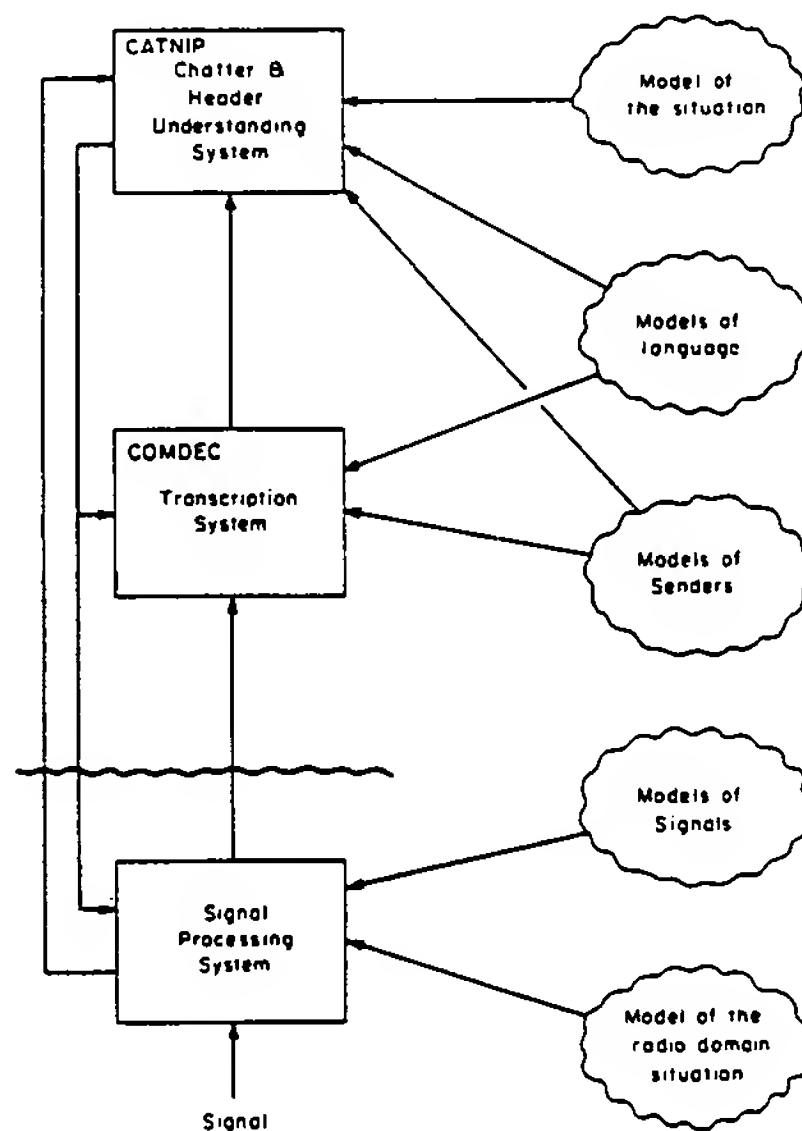 CATNIP
Chatter &
Header
Understanding
System
Model of
the situation
Models of
language
COMDEC
Transcription
System
Models of
Senders
Models of
Signals
Signal
Processing
System
Model of the
radio domain
situation
Signal